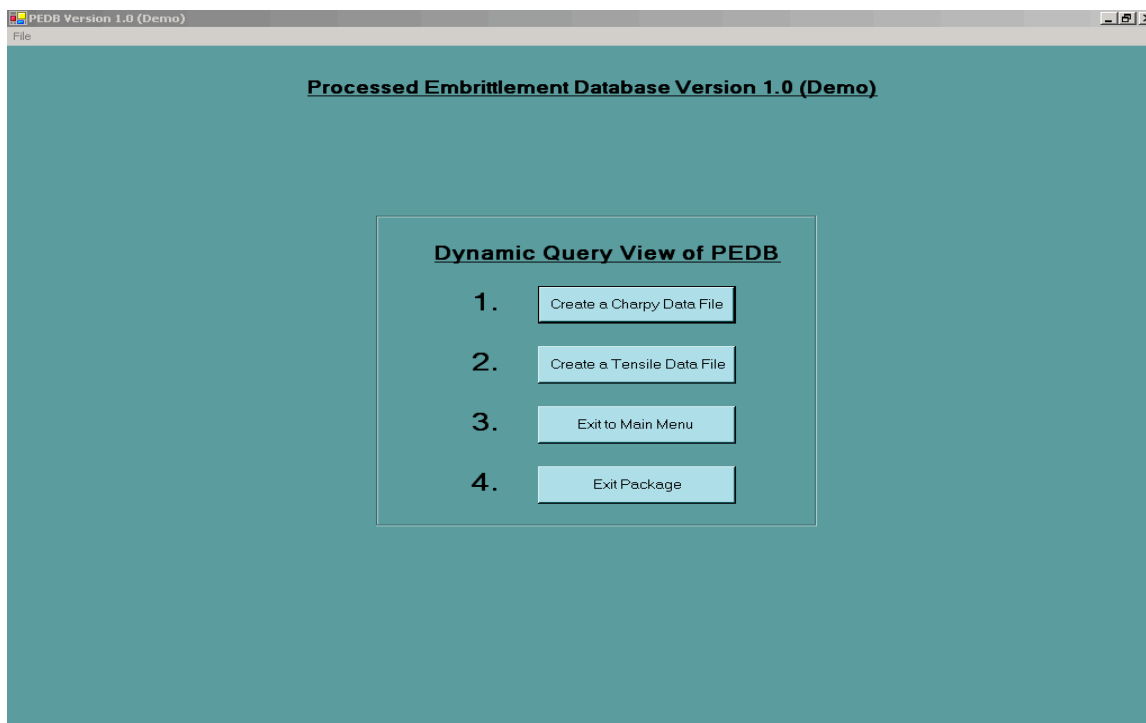 PEDB Version 1.0 (Demo)
File
Processed Embrittlement Database Version 1.0 (Demo)
Dynamic Query View of PEDB
1. Create a Charpy Data File
2. Create a Tensile Data File
3. Exit to Main Menu
4. Exit Package